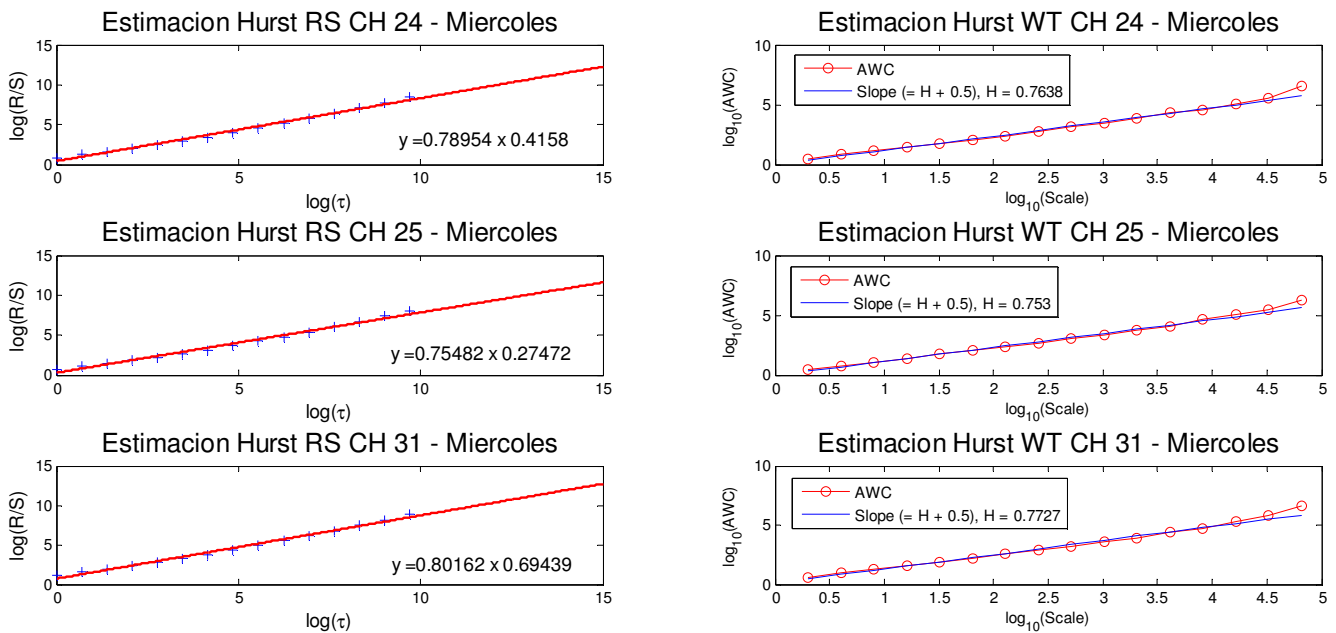 Estimacion Hurst RS CH 24 - Miercoles
15
10
5
0
log(R/S)
y =0.78954 x 0.4158
0 5 10 15
log(τ)
Estimacion Hurst WT CH 24 - Miercoles
10
5
0
log10(AWC)
AWC
Slope (= H + 0.5), H = 0.7638
0 0.5 1 1.5 2 2.5 3 3.5 4 4.5 5
log10(Scale)
Estimacion Hurst RS CH 25 - Miercoles
15
10
5
0
log(R/S)
y =0.75482 x 0.27472
0 5 10 15
log(τ)
Estimacion Hurst WT CH 25 - Miercoles
10
5
0
log10(AWC)
AWC
Slope (= H + 0.5), H = 0.753
0 0.5 1 1.5 2 2.5 3 3.5 4 4.5 5
log10(Scale)
Estimacion Hurst RS CH 31 - Miercoles
15
10
5
0
log(R/S)
y =0.80162 x 0.69439
0 5 10 15
log(τ)
Estimacion Hurst WT CH 31 - Miercoles
10
5
0
log10(AWC)
AWC
Slope (= H + 0.5), H = 0.7727
0 0.5 1 1.5 2 2.5 3 3.5 4 4.5 5
log10(Scale)